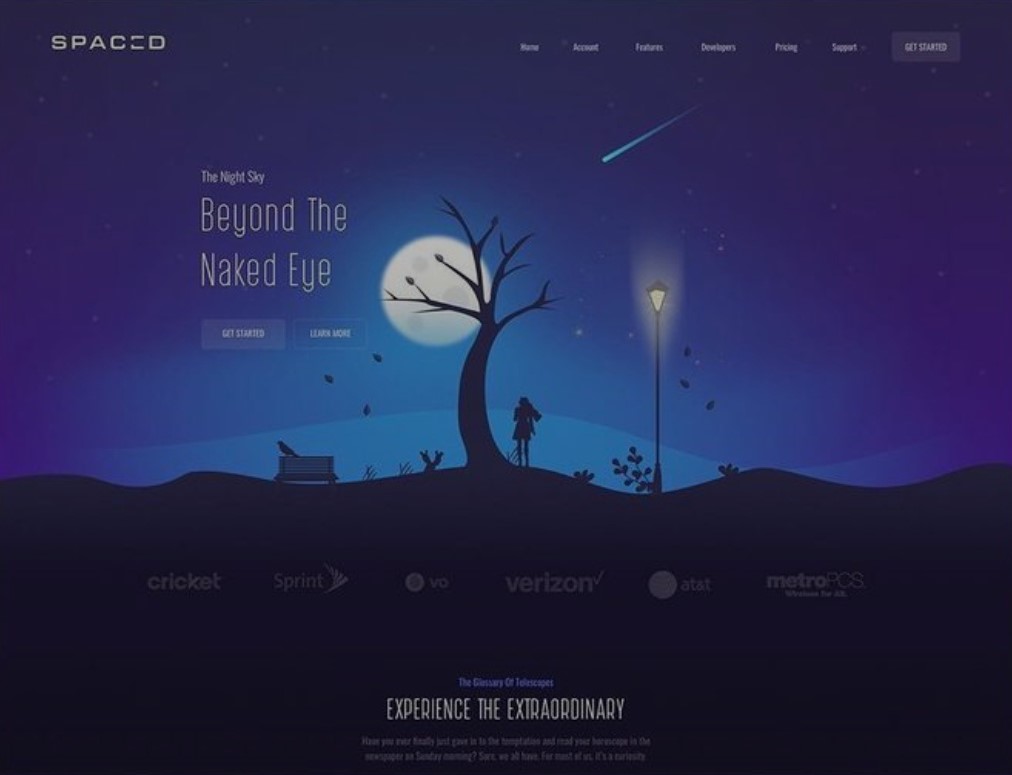 SPACED
Home Account Features Developers Pricing Support GET STARTED
The Night Sky
Beyond The
Naked Eye
GET STARTED LEARN MORE
cricket Sprint vo verizon at&t metroPCS.
Wireless for All.
The Glossary Of Telescopes
EXPERIENCE THE EXTRAORDINARY
Have you ever finally just gave in to the temptation and read your horoscope in the
newspaper on Sunday morning? Sure, we all have. For most of us, it's a curiosity